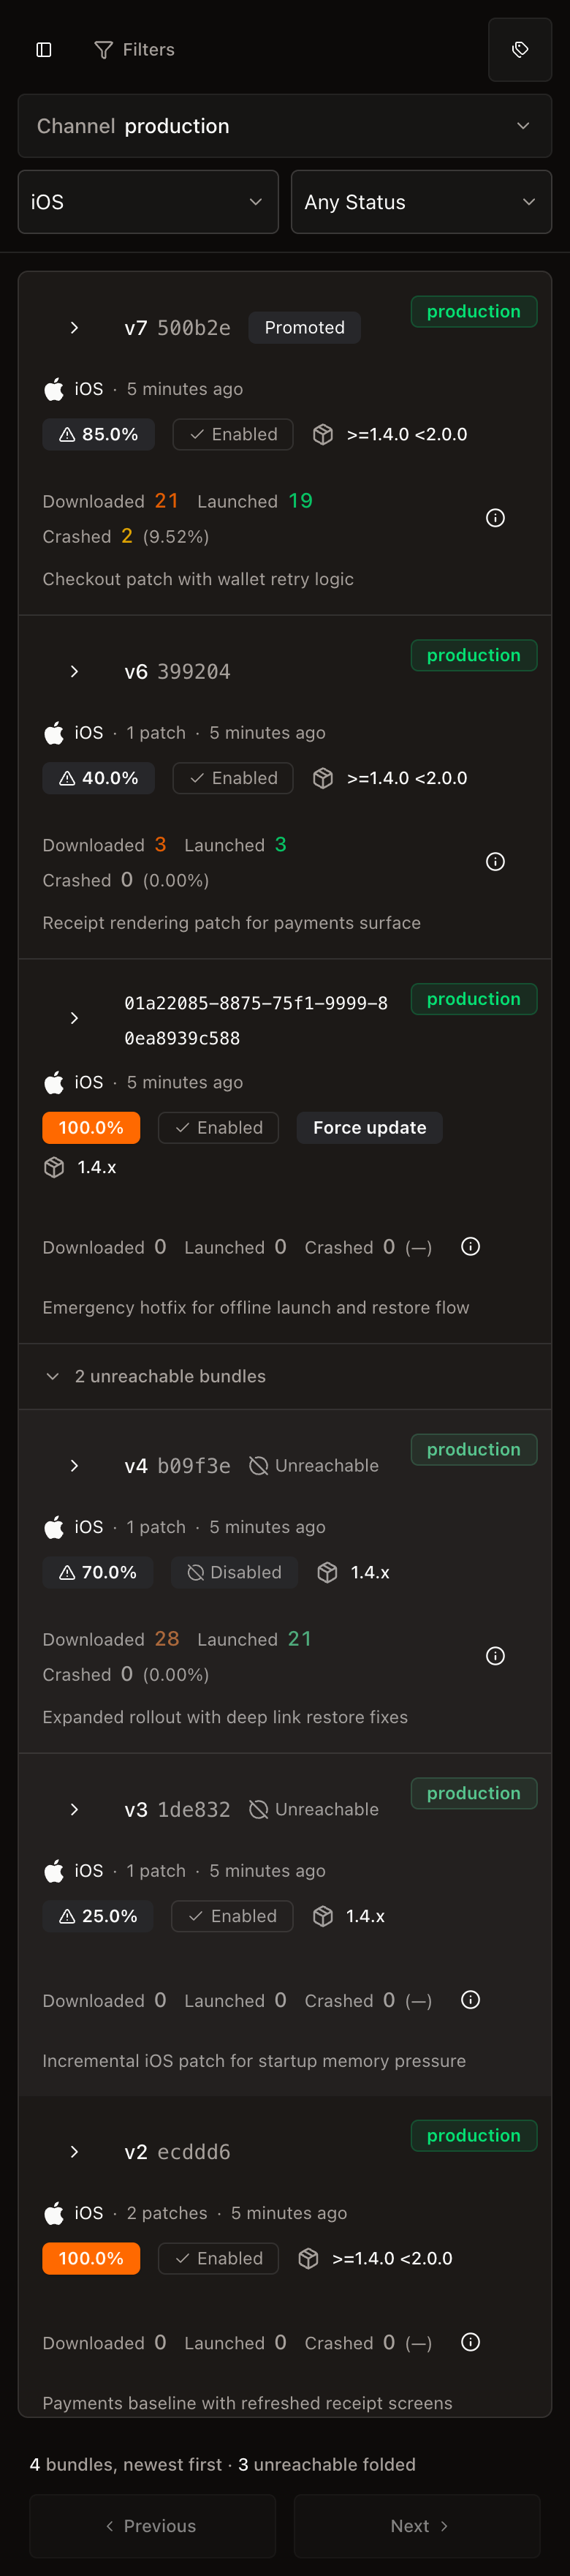 Filters
Channel production
iOS
Any Status
v7 500b2e Promoted production
iOS · 5 minutes ago
85.0% Enabled >=1.4.0 <2.0.0
Downloaded 21 Launched 19
Crashed 2 (9.52%)
Checkout patch with wallet retry logic
v6 399204 production
iOS · 1 patch · 5 minutes ago
40.0% Enabled >=1.4.0 <2.0.0
Downloaded 3 Launched 3
Crashed 0 (0.00%)
Receipt rendering patch for payments surface
01a22085-8875-75f1-9999-8 production
0ea8939c588
iOS · 5 minutes ago
100.0% Enabled Force update
1.4.x
Downloaded 0 Launched 0 Crashed 0 (—)
Emergency hotfix for offline launch and restore flow
2 unreachable bundles
v4 b09f3e Unreachable production
iOS · 1 patch · 5 minutes ago
70.0% Disabled 1.4.x
Downloaded 28 Launched 21
Crashed 0 (0.00%)
Expanded rollout with deep link restore fixes
v3 1de832 Unreachable production
iOS · 1 patch · 5 minutes ago
25.0% Enabled 1.4.x
Downloaded 0 Launched 0 Crashed 0 (—)
Incremental iOS patch for startup memory pressure
v2 ecddd6 production
iOS · 2 patches · 5 minutes ago
100.0% Enabled >=1.4.0 <2.0.0
Downloaded 0 Launched 0 Crashed 0 (—)
Payments baseline with refreshed receipt screens
4 bundles, newest first · 3 unreachable folded
Previous
Next